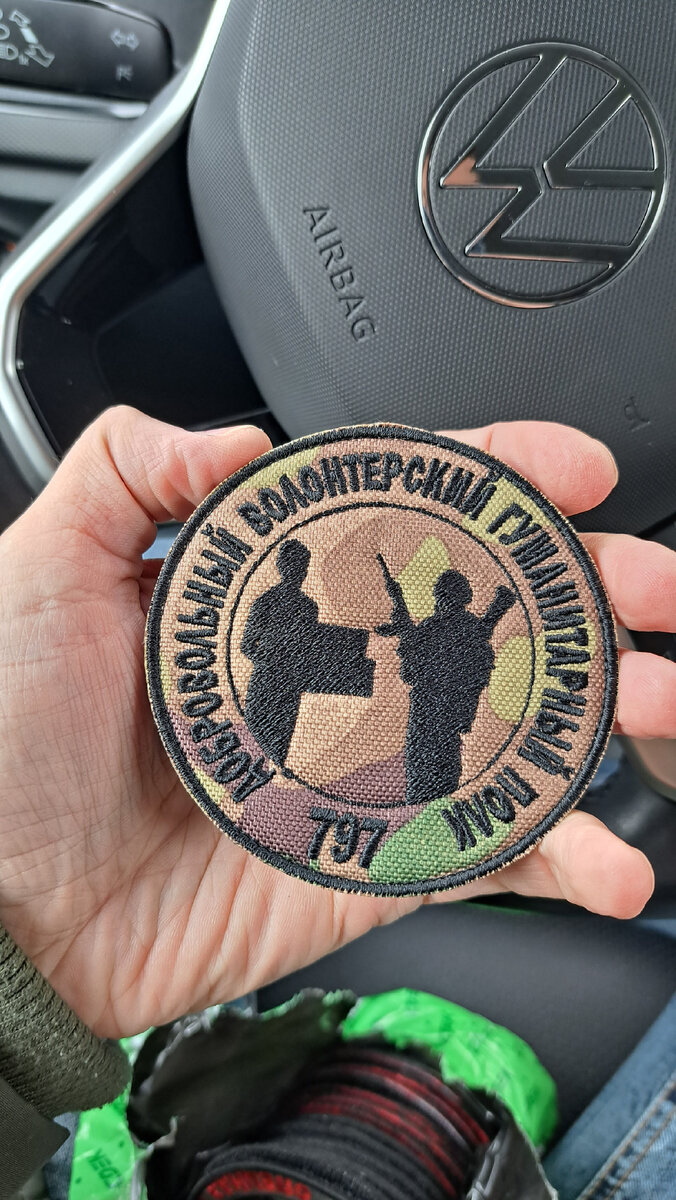 AIRBAG
ДОБРОВОЛЬНЫЙ ВОЛОНТЕРСКИЙ ГУМАНИТАРНЫЙ ПОЛК
797